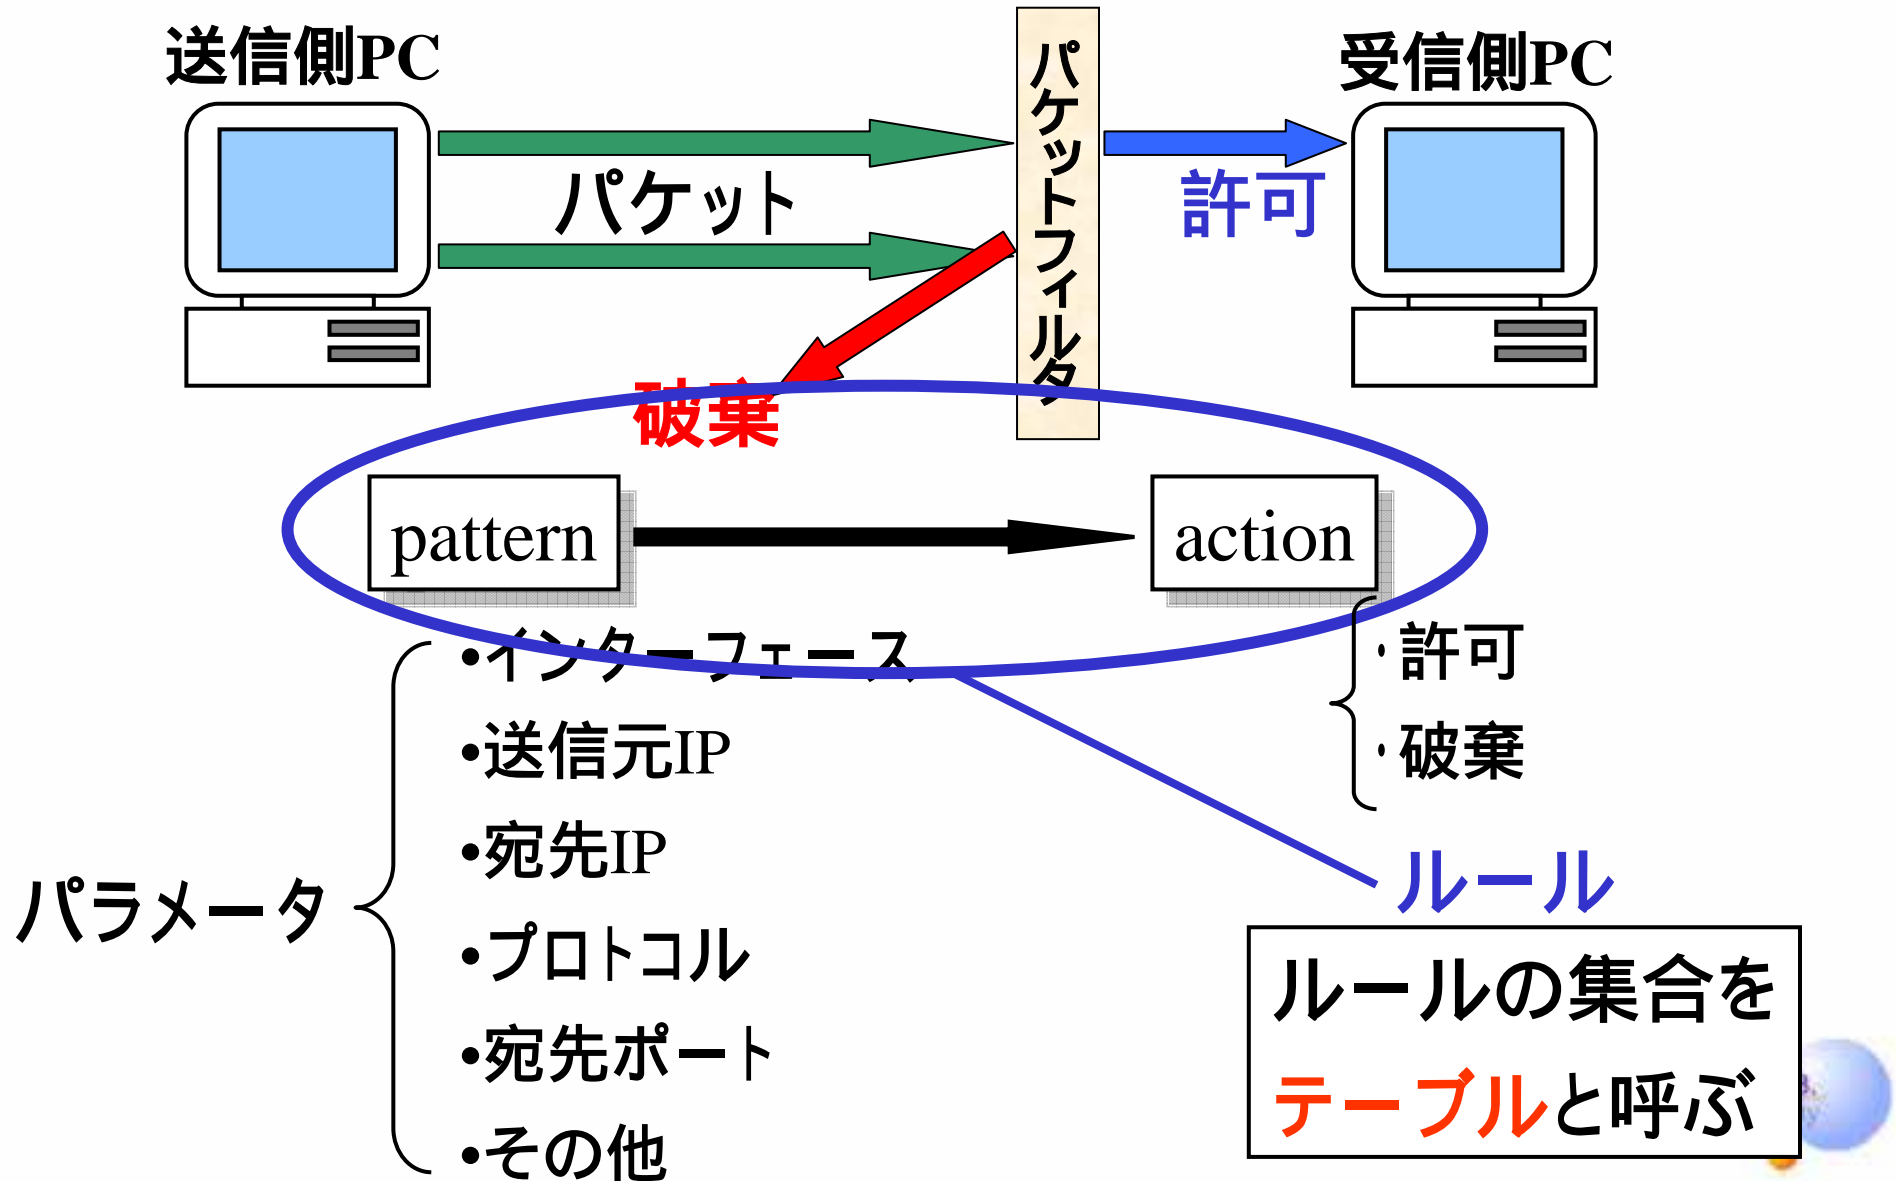 送信側PC
パケットフィルタ
受信側PC
パケット
許可
破棄
pattern
action
パラメータ
•インターフェース
•送信元IP
•宛先IP
•プロトコル
•宛先ポート
•その他
・許可
・破棄
ルール
ルールの集合を
テーブルと呼ぶ